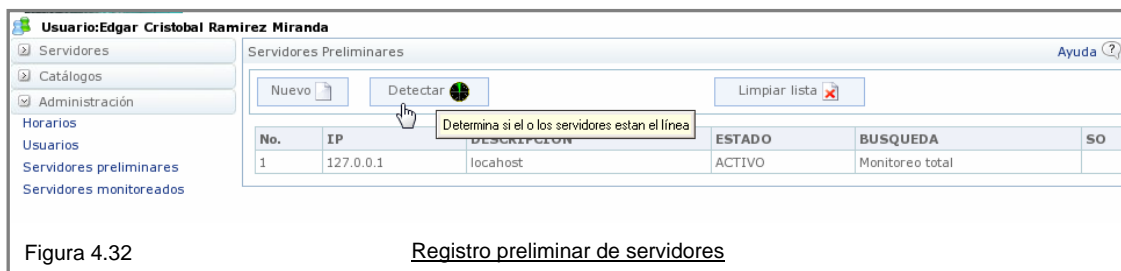 Usuario:Edgar Cristobal Ramirez Miranda
Servidores
Catálogos
Administración
Horarios
Usuarios
Servidores preliminares
Servidores monitoreados
Servidores Preliminares
Ayuda
Nuevo
Detectar
Limpiar lista
Determina si el o los servidores estan el línea
No. IP DESCRIPCION ESTADO BUSQUEDA SO
1 127.0.0.1 locahost ACTIVO Monitoreo total
Figura 4.32
Registro preliminar de servidores